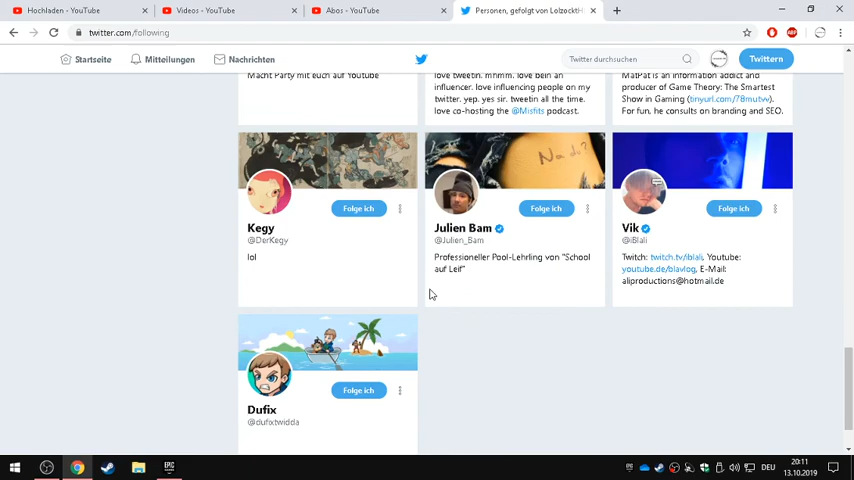 Hochladen - YouTube
Videos - YouTube
Abos - YouTube
Personen, gefolgt von LolzocktH
twitter.com/following
Startseite
Mitteilungen
Nachrichten
Twitter durchsuchen
Twittern
Macht Party mit euch auf Youtube
love tweetin. mhmm. love bein an
influencer. love influencing people on my
twitter. yep. yes sir. tweetin all the time.
love co-hosting the @Misfits podcast.
MatPat is an information addict and
producer of Game Theory: The Smartest
Show in Gaming (tinyurl.com/78mutvv).
For fun, he consults on branding and SEO.
Folge ich
Kegy
@DerKegy
lol
Folge ich
Julien Bam
@Julien_Bam
Professioneller Pool-Lehrling von "School
auf Leif"
Folge ich
Vik
@iBlali
Twitch: twitch.tv/iblali, Youtube:
youtube.de/blavlog, E-Mail:
aliproductions@hotmail.de
Folge ich
Dufix
@dufixtwidda
ABP
EPIC
DEU
20:11
13.10.2019